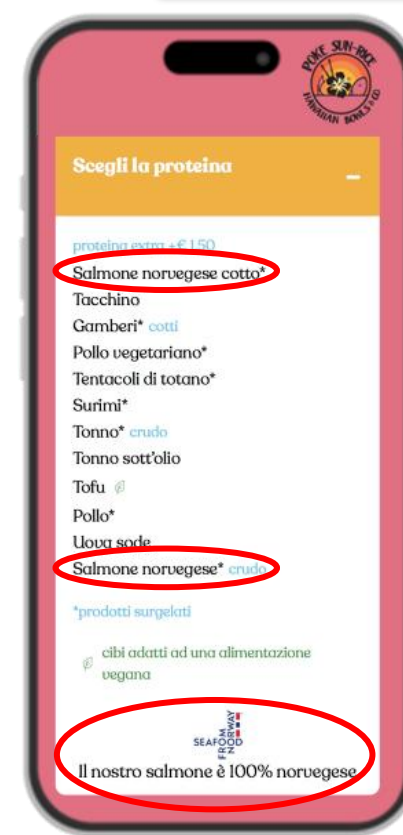 POKE SUN-RICE
HAWAIIAN BOWLS & CO
Scegli la proteina
proteina extra +€ 1,50
Salmone norvegese cotto*
Tacchino
Gamberi* cotti
Pollo vegetariano*
Tentacoli di totano*
Surimi*
Tonno* crudo
Tonno sott'olio
Tofu
Pollo*
Uova sode
Salmone norvegese* crudo
*prodotti surgelati
cibi adatti ad una alimentazione
vegana
SEAFOOD
FROM
NORWAY
Il nostro salmone è 100% norvegese